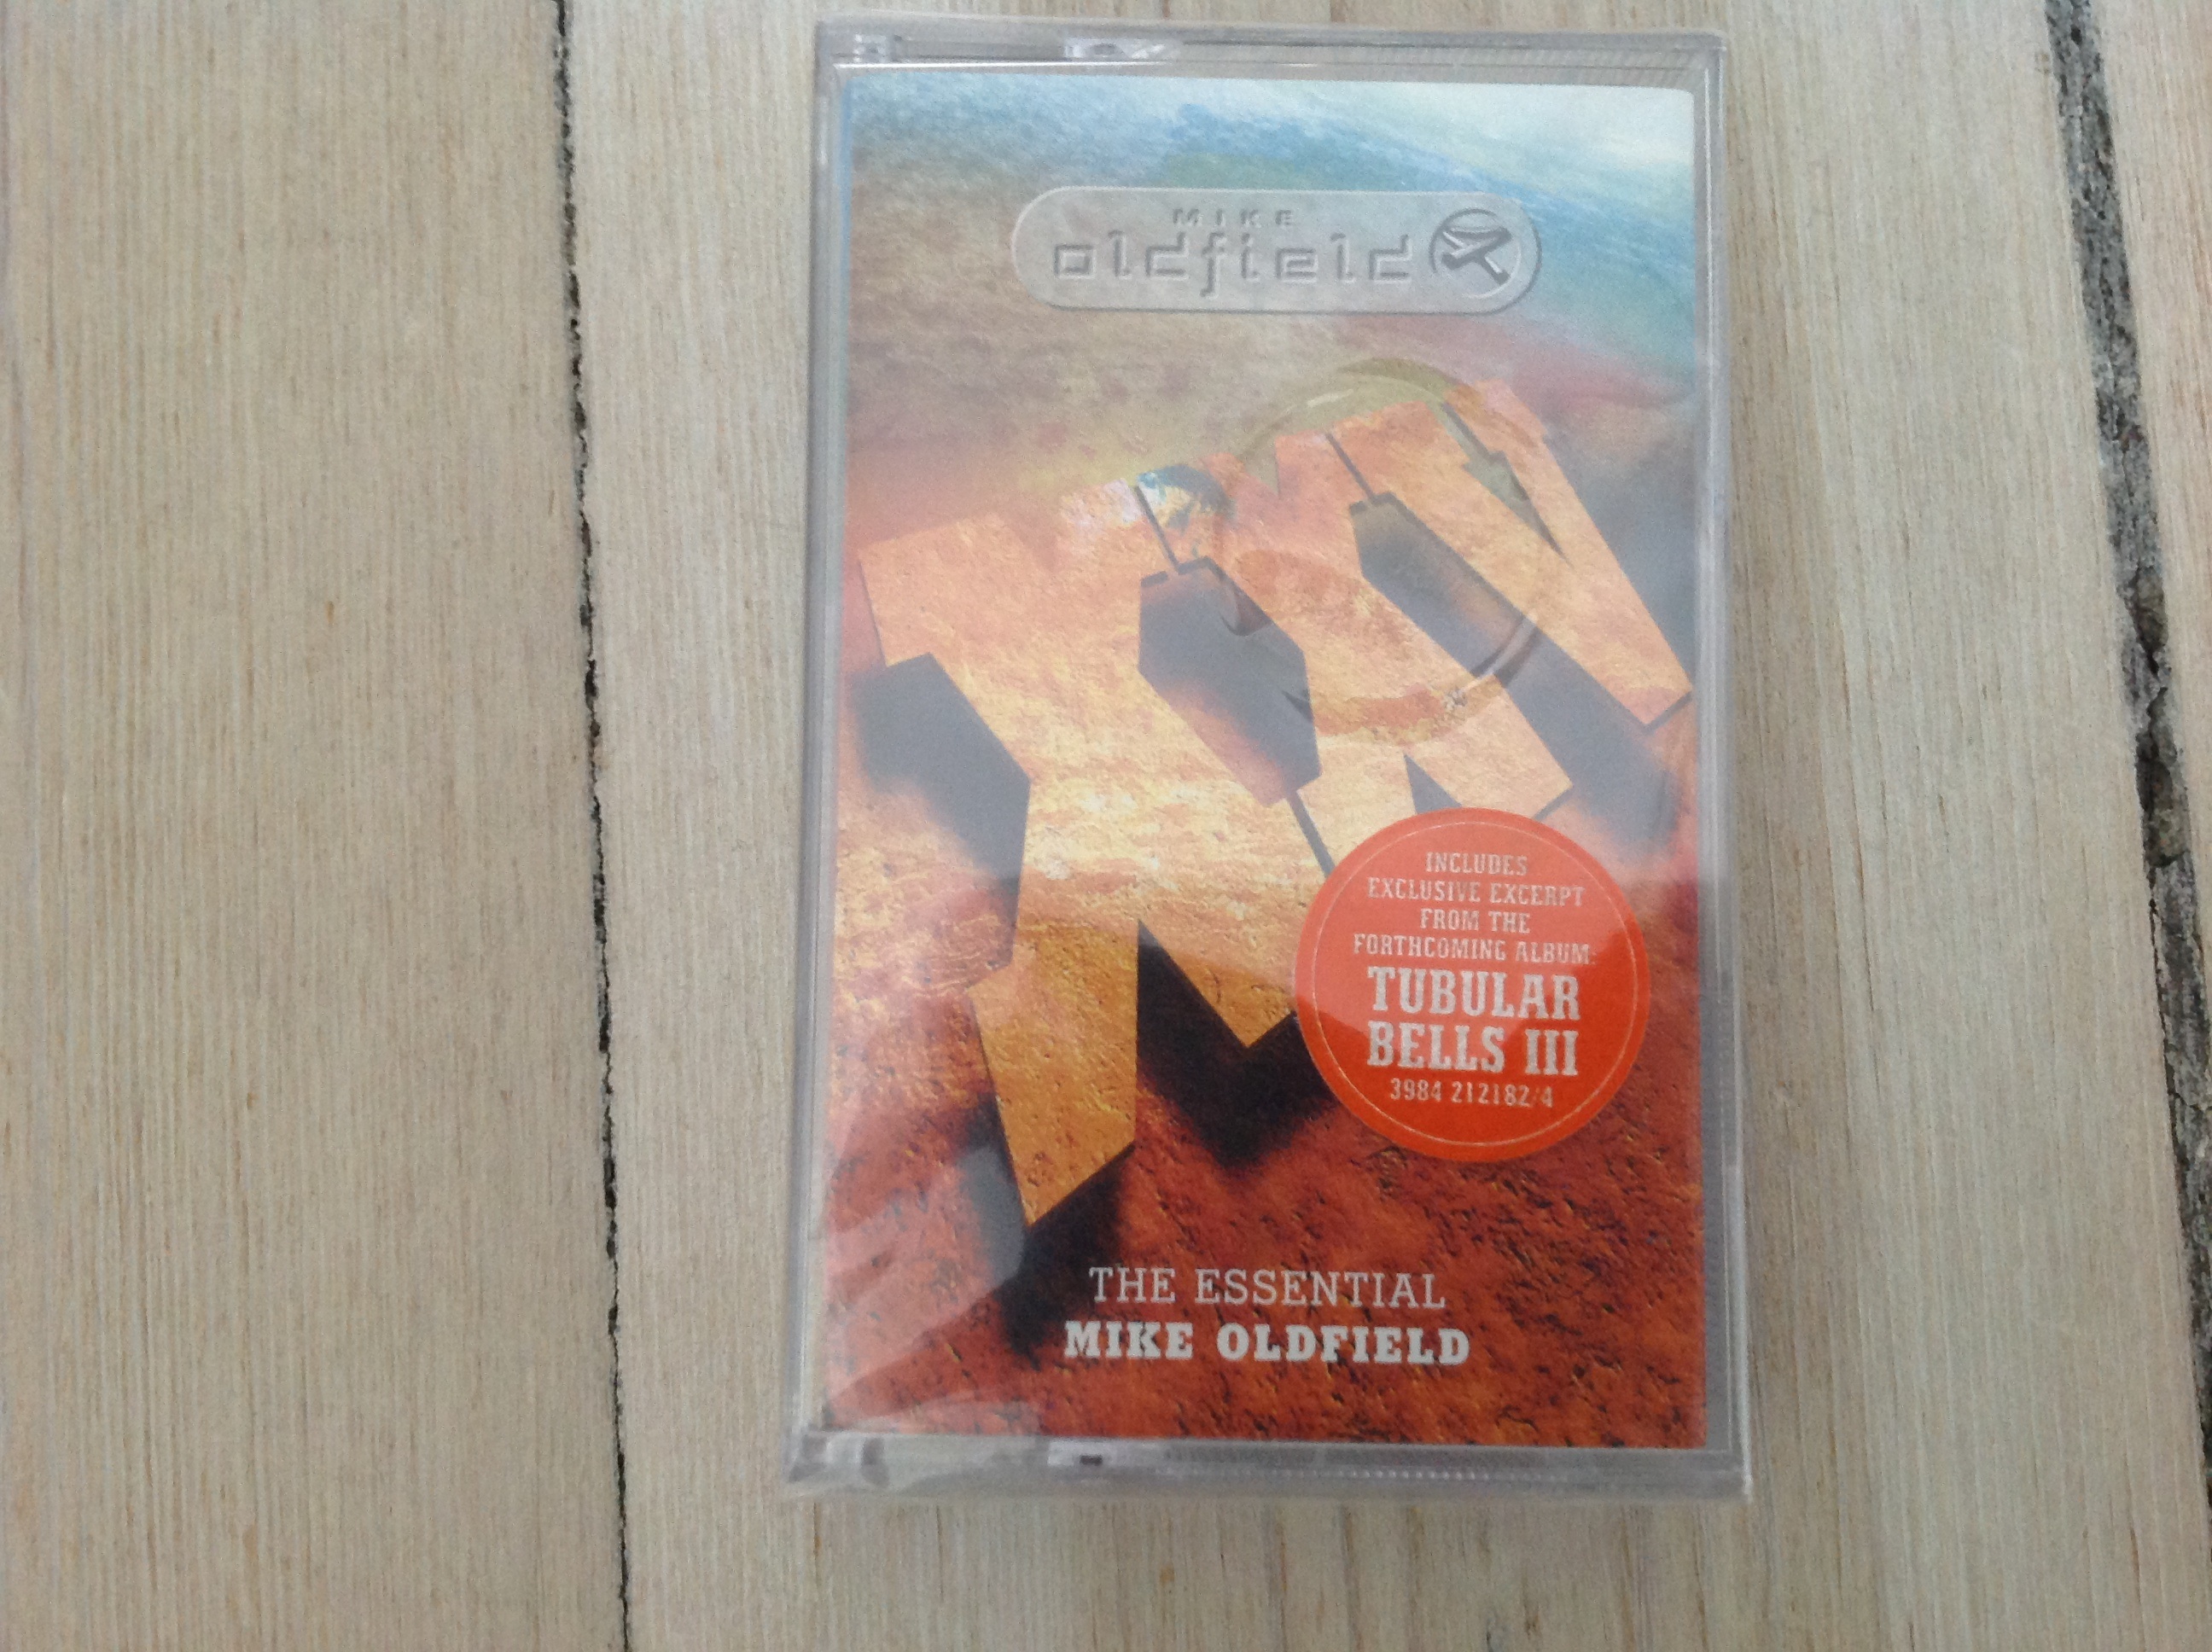 MIKE
oldfield
XXV
INCLUDES
EXCLUSIVE EXCERPT
FROM THE
FORTHCOMING ALBUM:
TUBULAR
BELLS III
3984 212182/4
THE ESSENTIAL
MIKE OLDFIELD